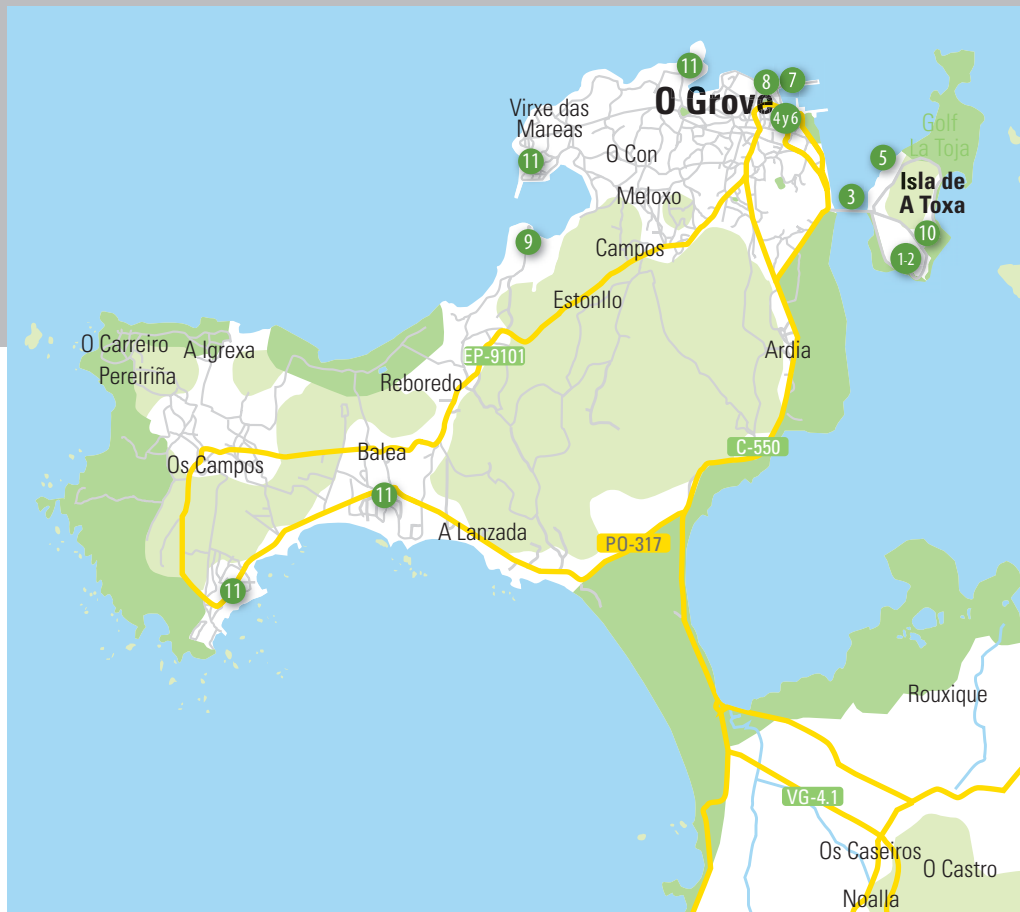 11
8
7
O Grove
4 y 6
Virxe das
Mareas
11
O Con
Golf
La Toja
5
Isla de
A Toxa
3
Meloxo
10
9
Campos
1-2
Estonllo
O Carreiro
A Igrexa
EP-9101
Ardia
Pereiriña
Reboredo
C-550
Balea
Os Campos
11
A Lanzada
PO-317
11
Rouxique
VG-4.1
Os Caseiros
O Castro
Noalla